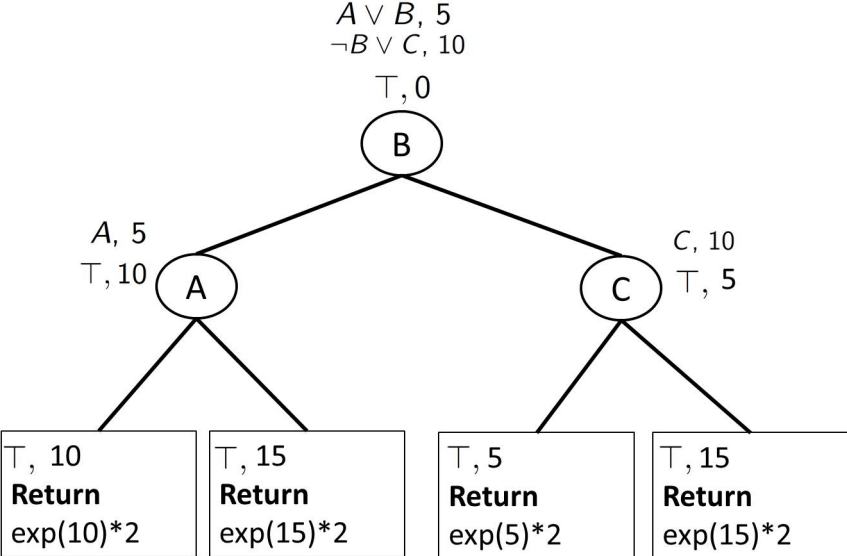 A ∨ B, 5
¬B ∨ C, 10
⊤, 0
B
A, 5
⊤, 10
A
C, 10
⊤, 5
C
⊤, 10
Return
exp(10)*2
⊤, 15
Return
exp(15)*2
⊤, 5
Return
exp(5)*2
⊤, 15
Return
exp(15)*2